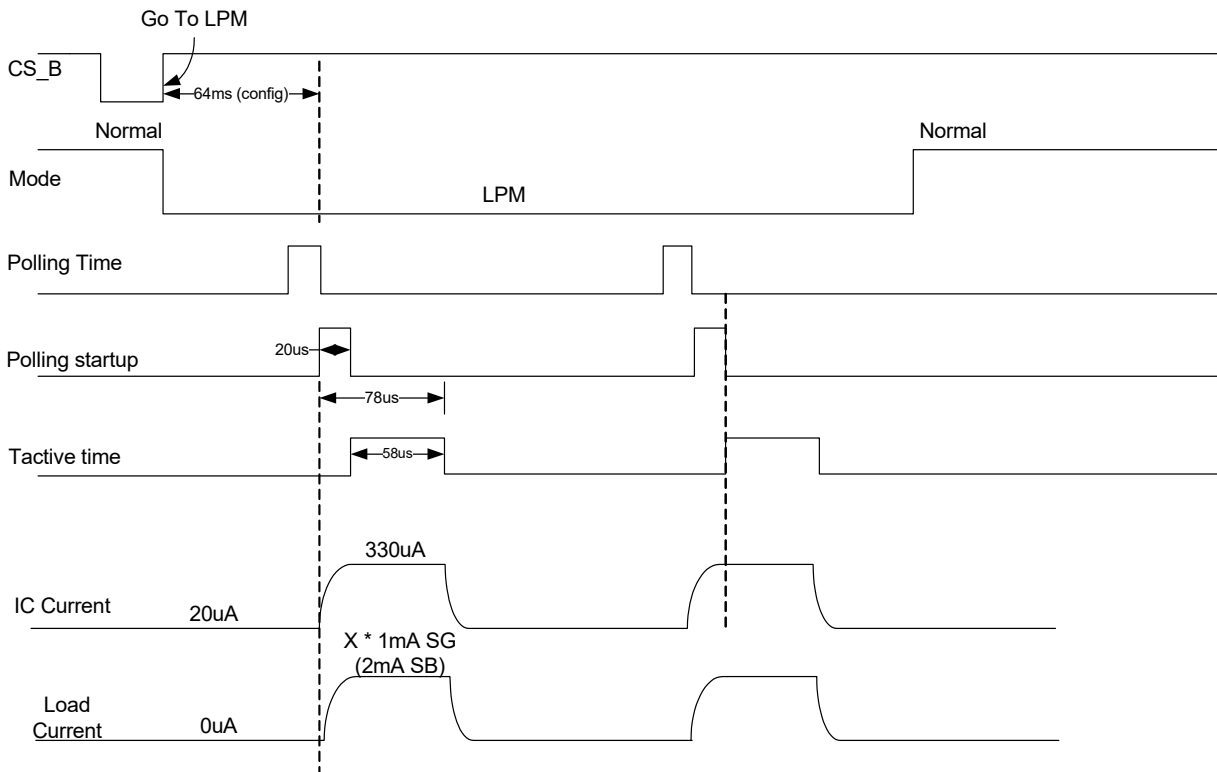 Go To LPM
CS_B
64ms (config)
Normal
Normal
Mode
LPM
Polling Time
20us
Polling startup
78us
Tactive time
58us
330uA
IC Current
20uA
X * 1mA SG
(2mA SB)
Load
Current
0uA